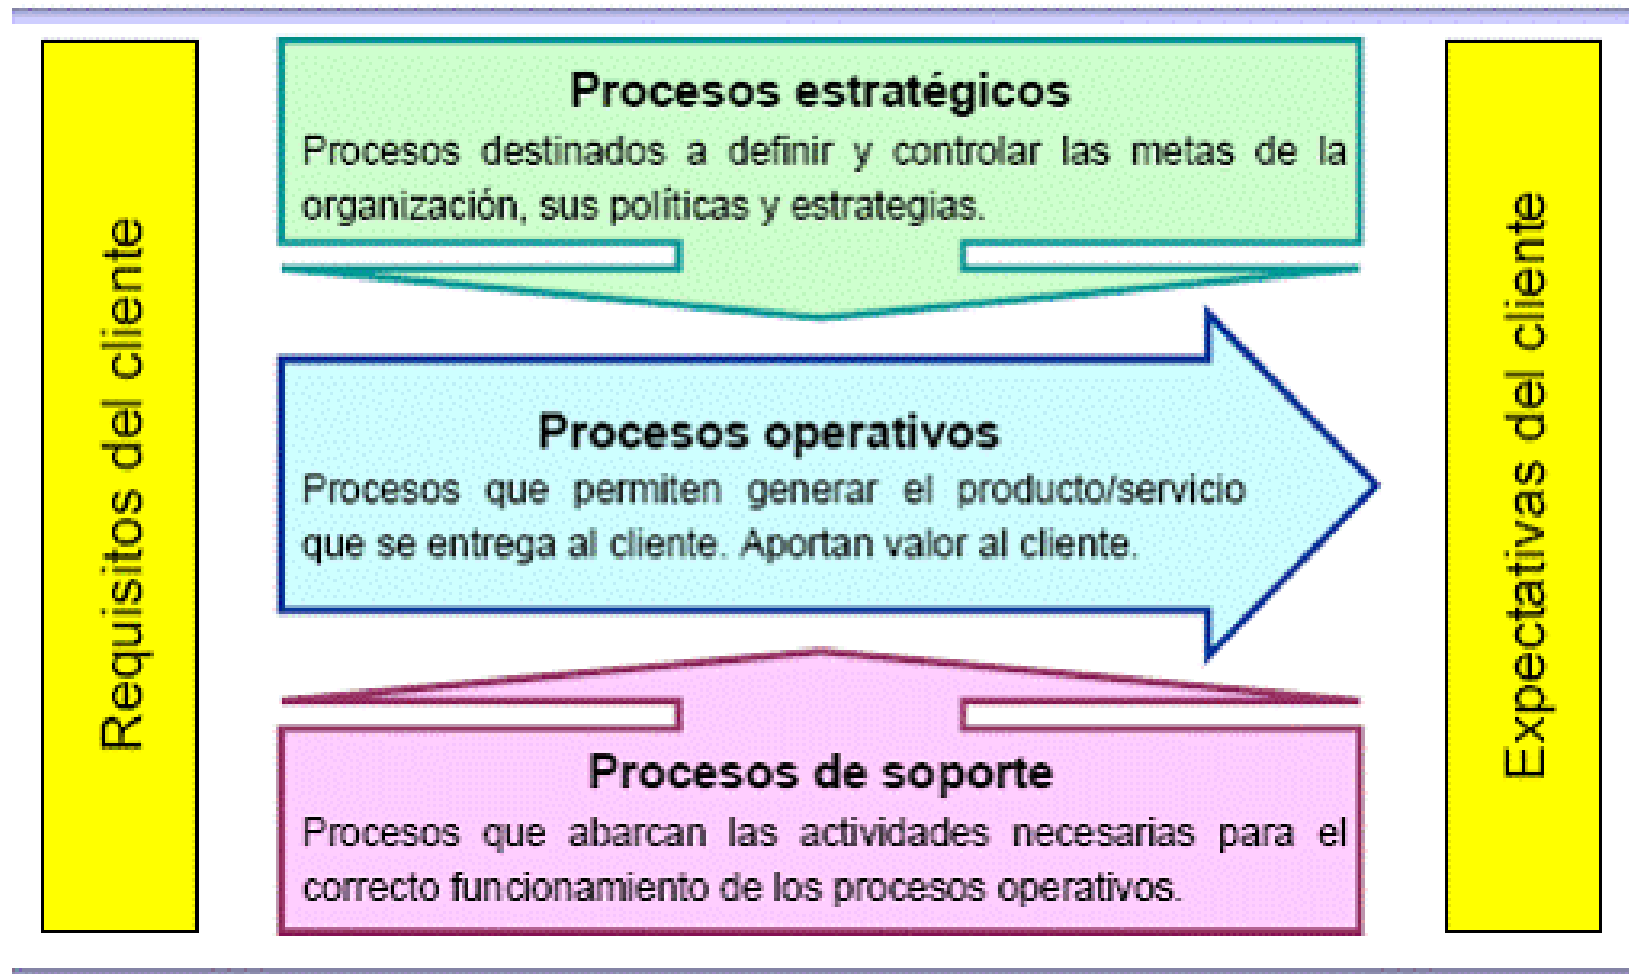 Requisitos del cliente
Procesos estratégicos
Procesos destinados a definir y controlar las metas de la
organización, sus políticas y estrategias.
Procesos operativos
Procesos que permiten generar el producto/servicio
que se entrega al cliente. Aportan valor al cliente.
Procesos de soporte
Procesos que abarcan las actividades necesarias para el
correcto funcionamiento de los procesos operativos.
Expectativas del cliente